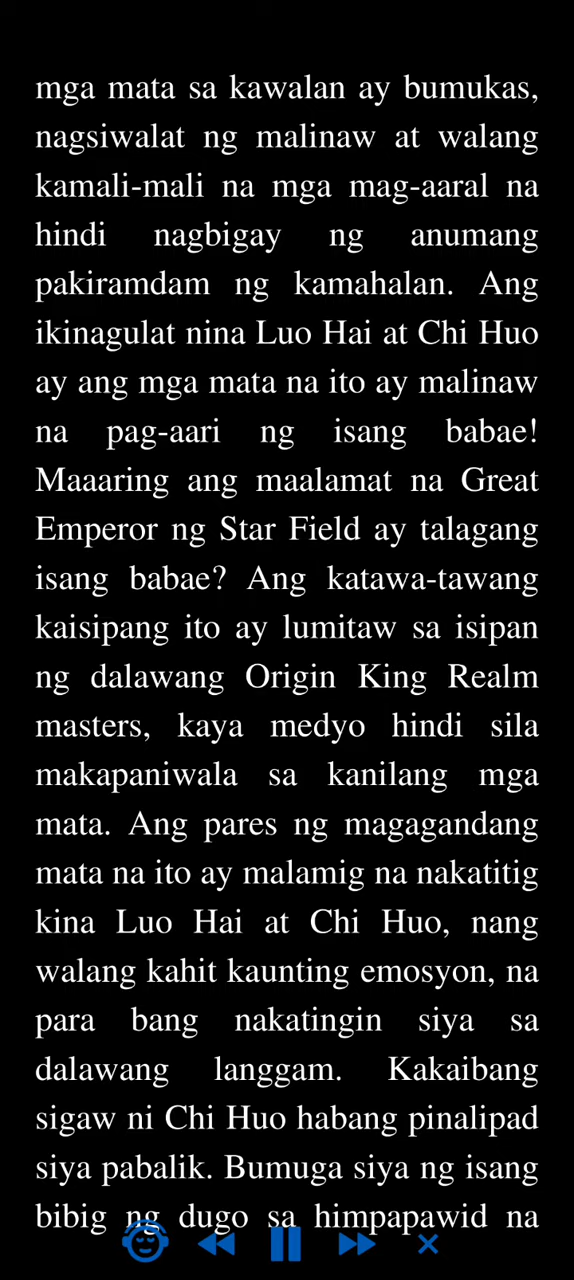 mga mata sa kawalan ay bumukas,
nagsiwalat ng malinaw at walang
kamali-mali na mga mag-aaral na
hindi nagbigay ng anumang
pakiramdam ng kamahalan. Ang
ikinagulat nina Luo Hai at Chi Huo
ay ang mga mata na ito ay malinaw
na pag-aari ng isang babae!
Maaaring ang maalamat na Great
Emperor ng Star Field ay talagang
isang babae? Ang katawa-tawang
kaisipang ito ay lumitaw sa isipan
ng dalawang Origin King Realm
masters, kaya medyo hindi sila
makapaniwala sa kanilang mga
mata. Ang pares ng magagandang
mata na ito ay malamig na nakatitig
kina Luo Hai at Chi Huo, nang
walang kahit kaunting emosyon, na
para bang nakatingin siya sa
dalawang langgam. Kakaibang
sigaw ni Chi Huo habang pinalipad
siya pabalik. Bumuga siya ng isang
bibig ng dugo sa himpapawid na